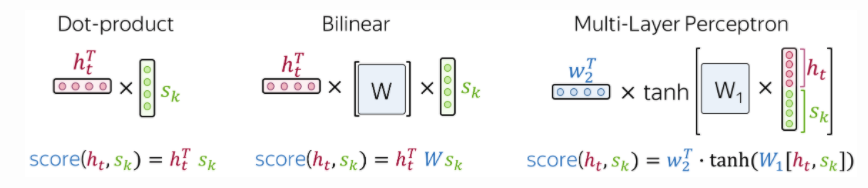 Dot-product
Bilinear
Multi-Layer Perceptron
h_t^T × s_k
h_t^T × [W] × s_k
w_2^T × tanh [W_1 × h_t s_k]
score(h_t, s_k) = h_t^T s_k
score(h_t, s_k) = h_t^T W s_k
score(h_t, s_k) = w_2^T · tanh(W_1[h_t, s_k])